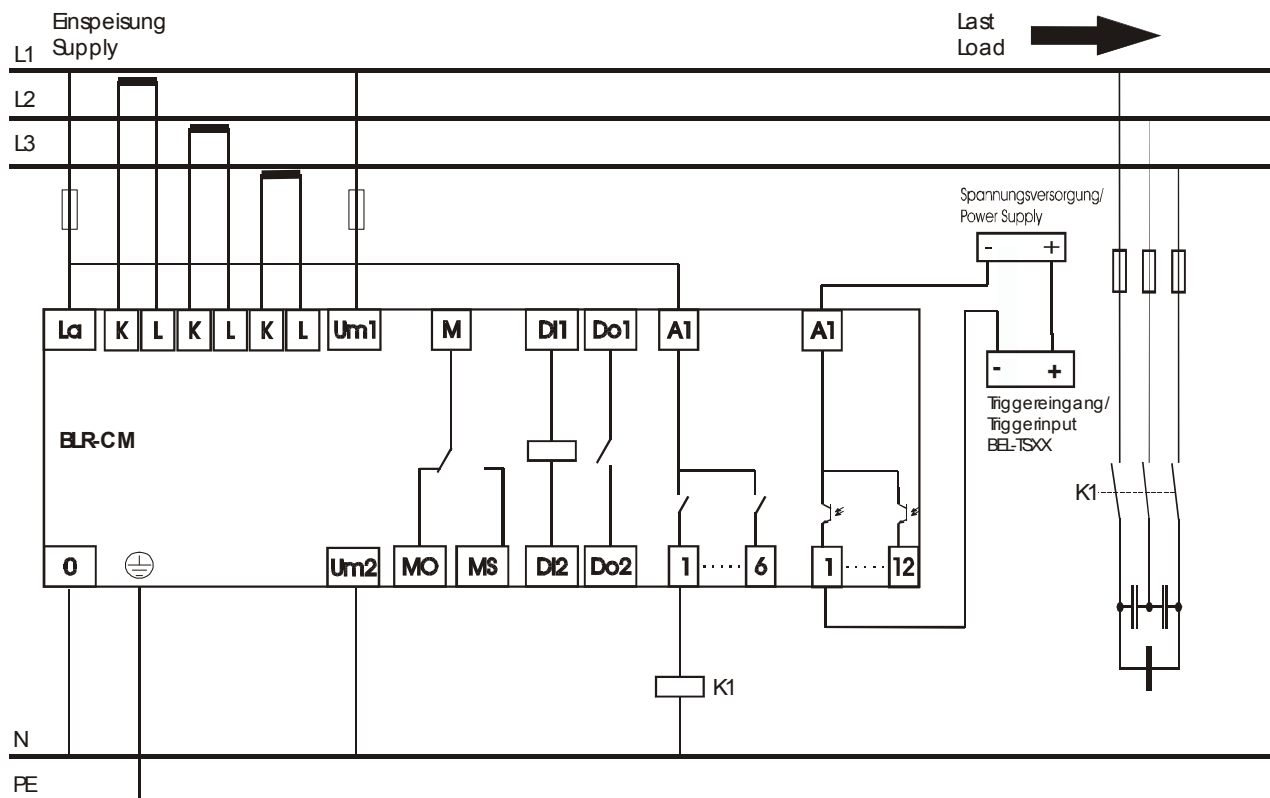 Einspeisung
Supply
Last
Load
L1
L2
L3
Spannungsversorgung/
Power Supply
- +
La K L K L K L Um1 M DI1 Do1 A1 A1
- +
Triggereingang/
Triggerinput
BEL-TSXX
BLR-CM
K1
0 Um2 MO MS DI2 Do2 1 ..... 6 1 ...... 12
K1
N
PE